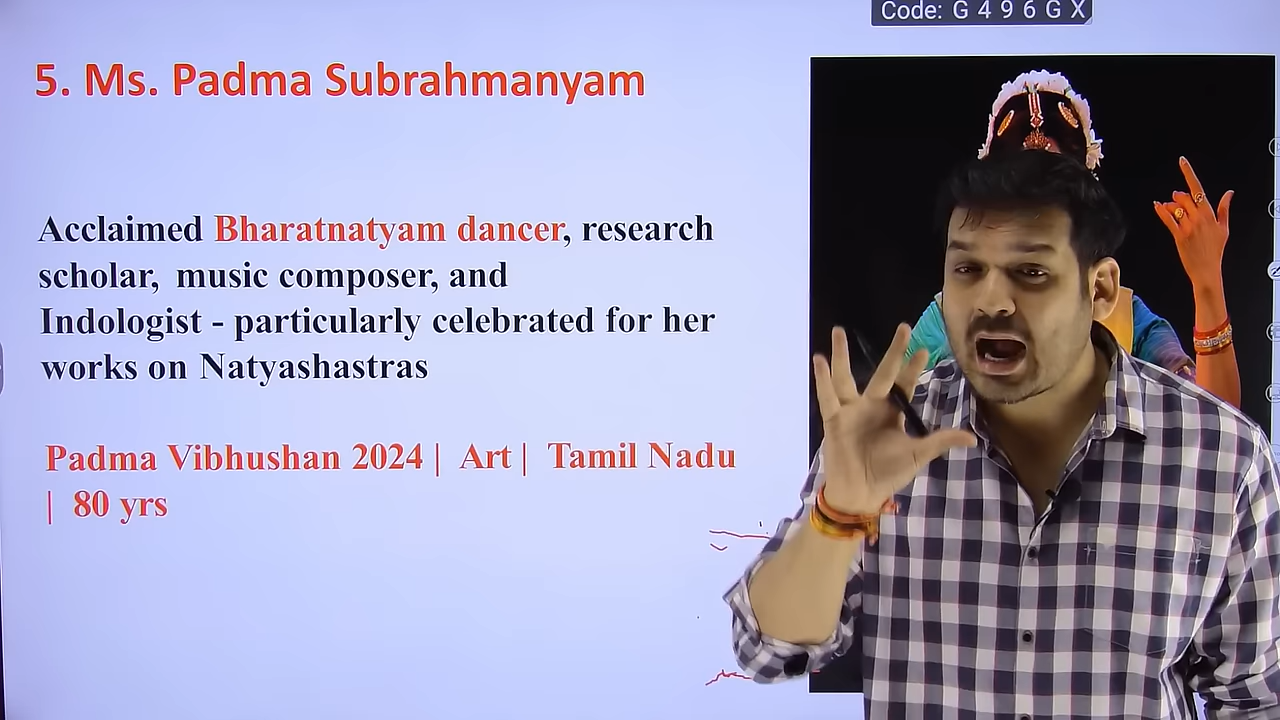 Code: G 4 9 6 G X
5. Ms. Padma Subrahmanyam
Acclaimed Bharatnatyam dancer, research
scholar, music composer, and
Indologist - particularly celebrated for her
works on Natyashastras
Padma Vibhushan 2024 | Art | Tamil Nadu
| 80 yrs